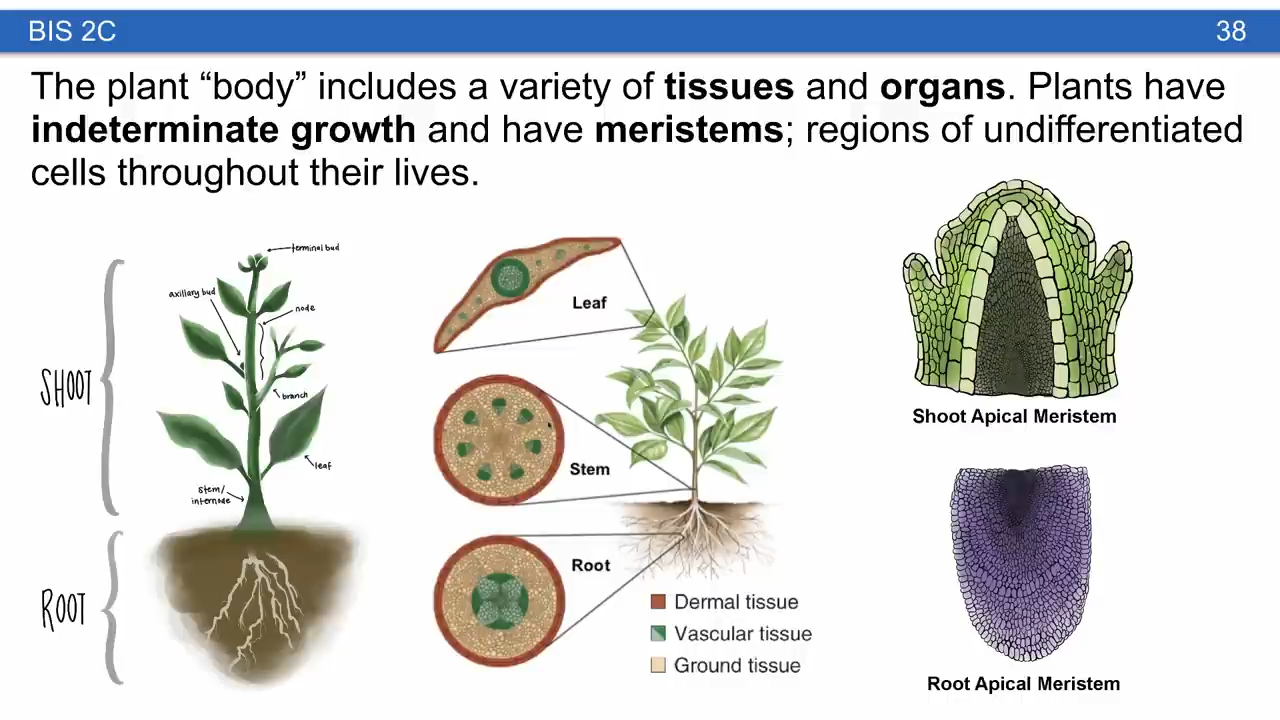 BIS 2C
38
The plant “body” includes a variety of tissues and organs. Plants have
indeterminate growth and have meristems; regions of undifferentiated
cells throughout their lives.
terminal bud
axillary bud
node
SHOOT
branch
leaf
stem/
internode
ROOT
Leaf
Stem
Root
Dermal tissue
Vascular tissue
Ground tissue
Shoot Apical Meristem
Root Apical Meristem